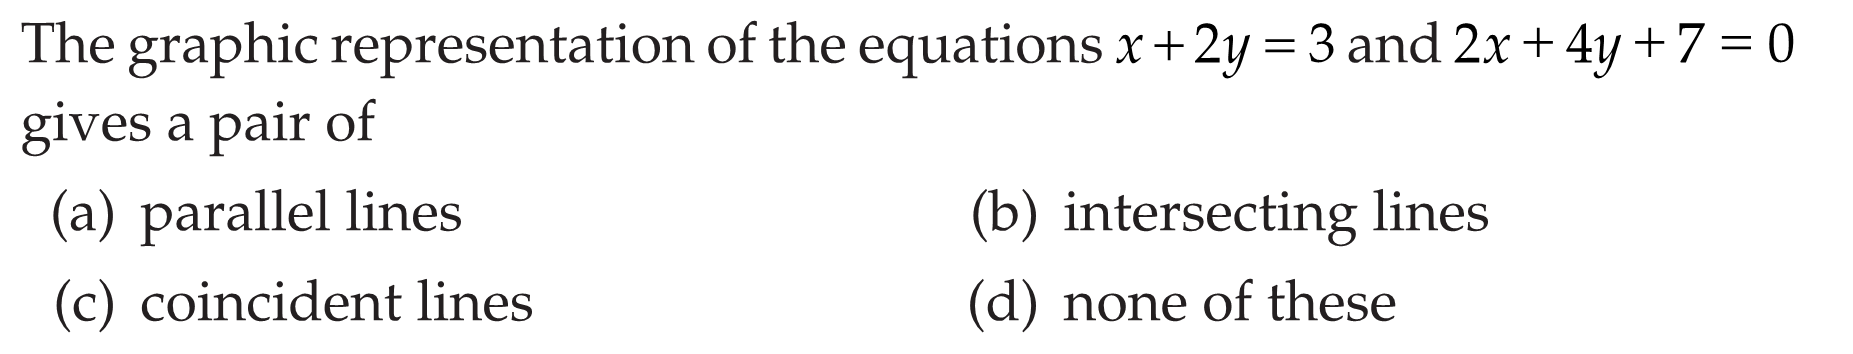 The graphic representation of the equations x + 2y = 3 and 2x + 4y + 7 = 0
gives a pair of
(a) parallel lines (b) intersecting lines
(c) coincident lines (d) none of these